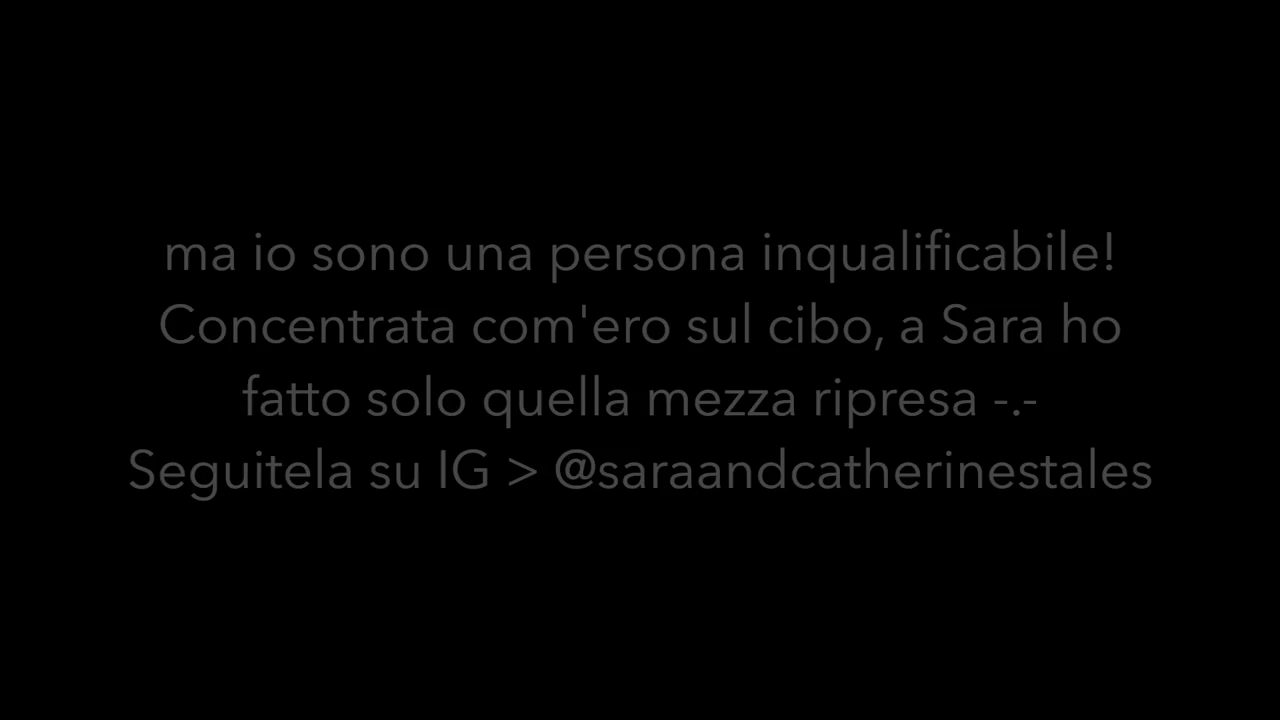 ma io sono una persona inqualificabile!
Concentrata com'ero sul cibo, a Sara ho
fatto solo quella mezza ripresa -.-
Seguitela su IG > @saraandcatherinestales